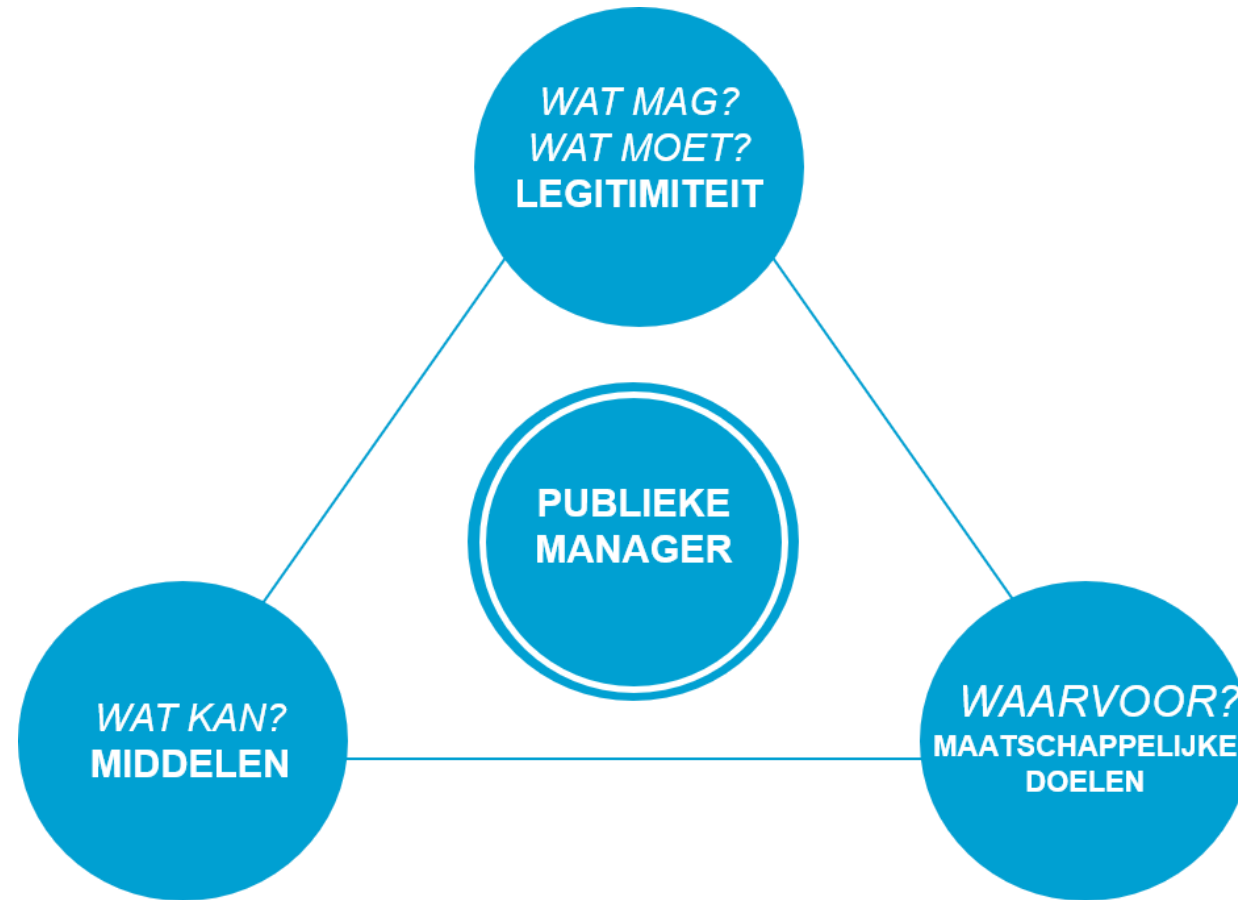 WAT MAG?
WAT MOET?
LEGITIMITEIT
PUBLIEKE
MANAGER
WAT KAN?
MIDDELEN
WAARVOOR?
MAATSCHAPPELIJKE
DOELEN